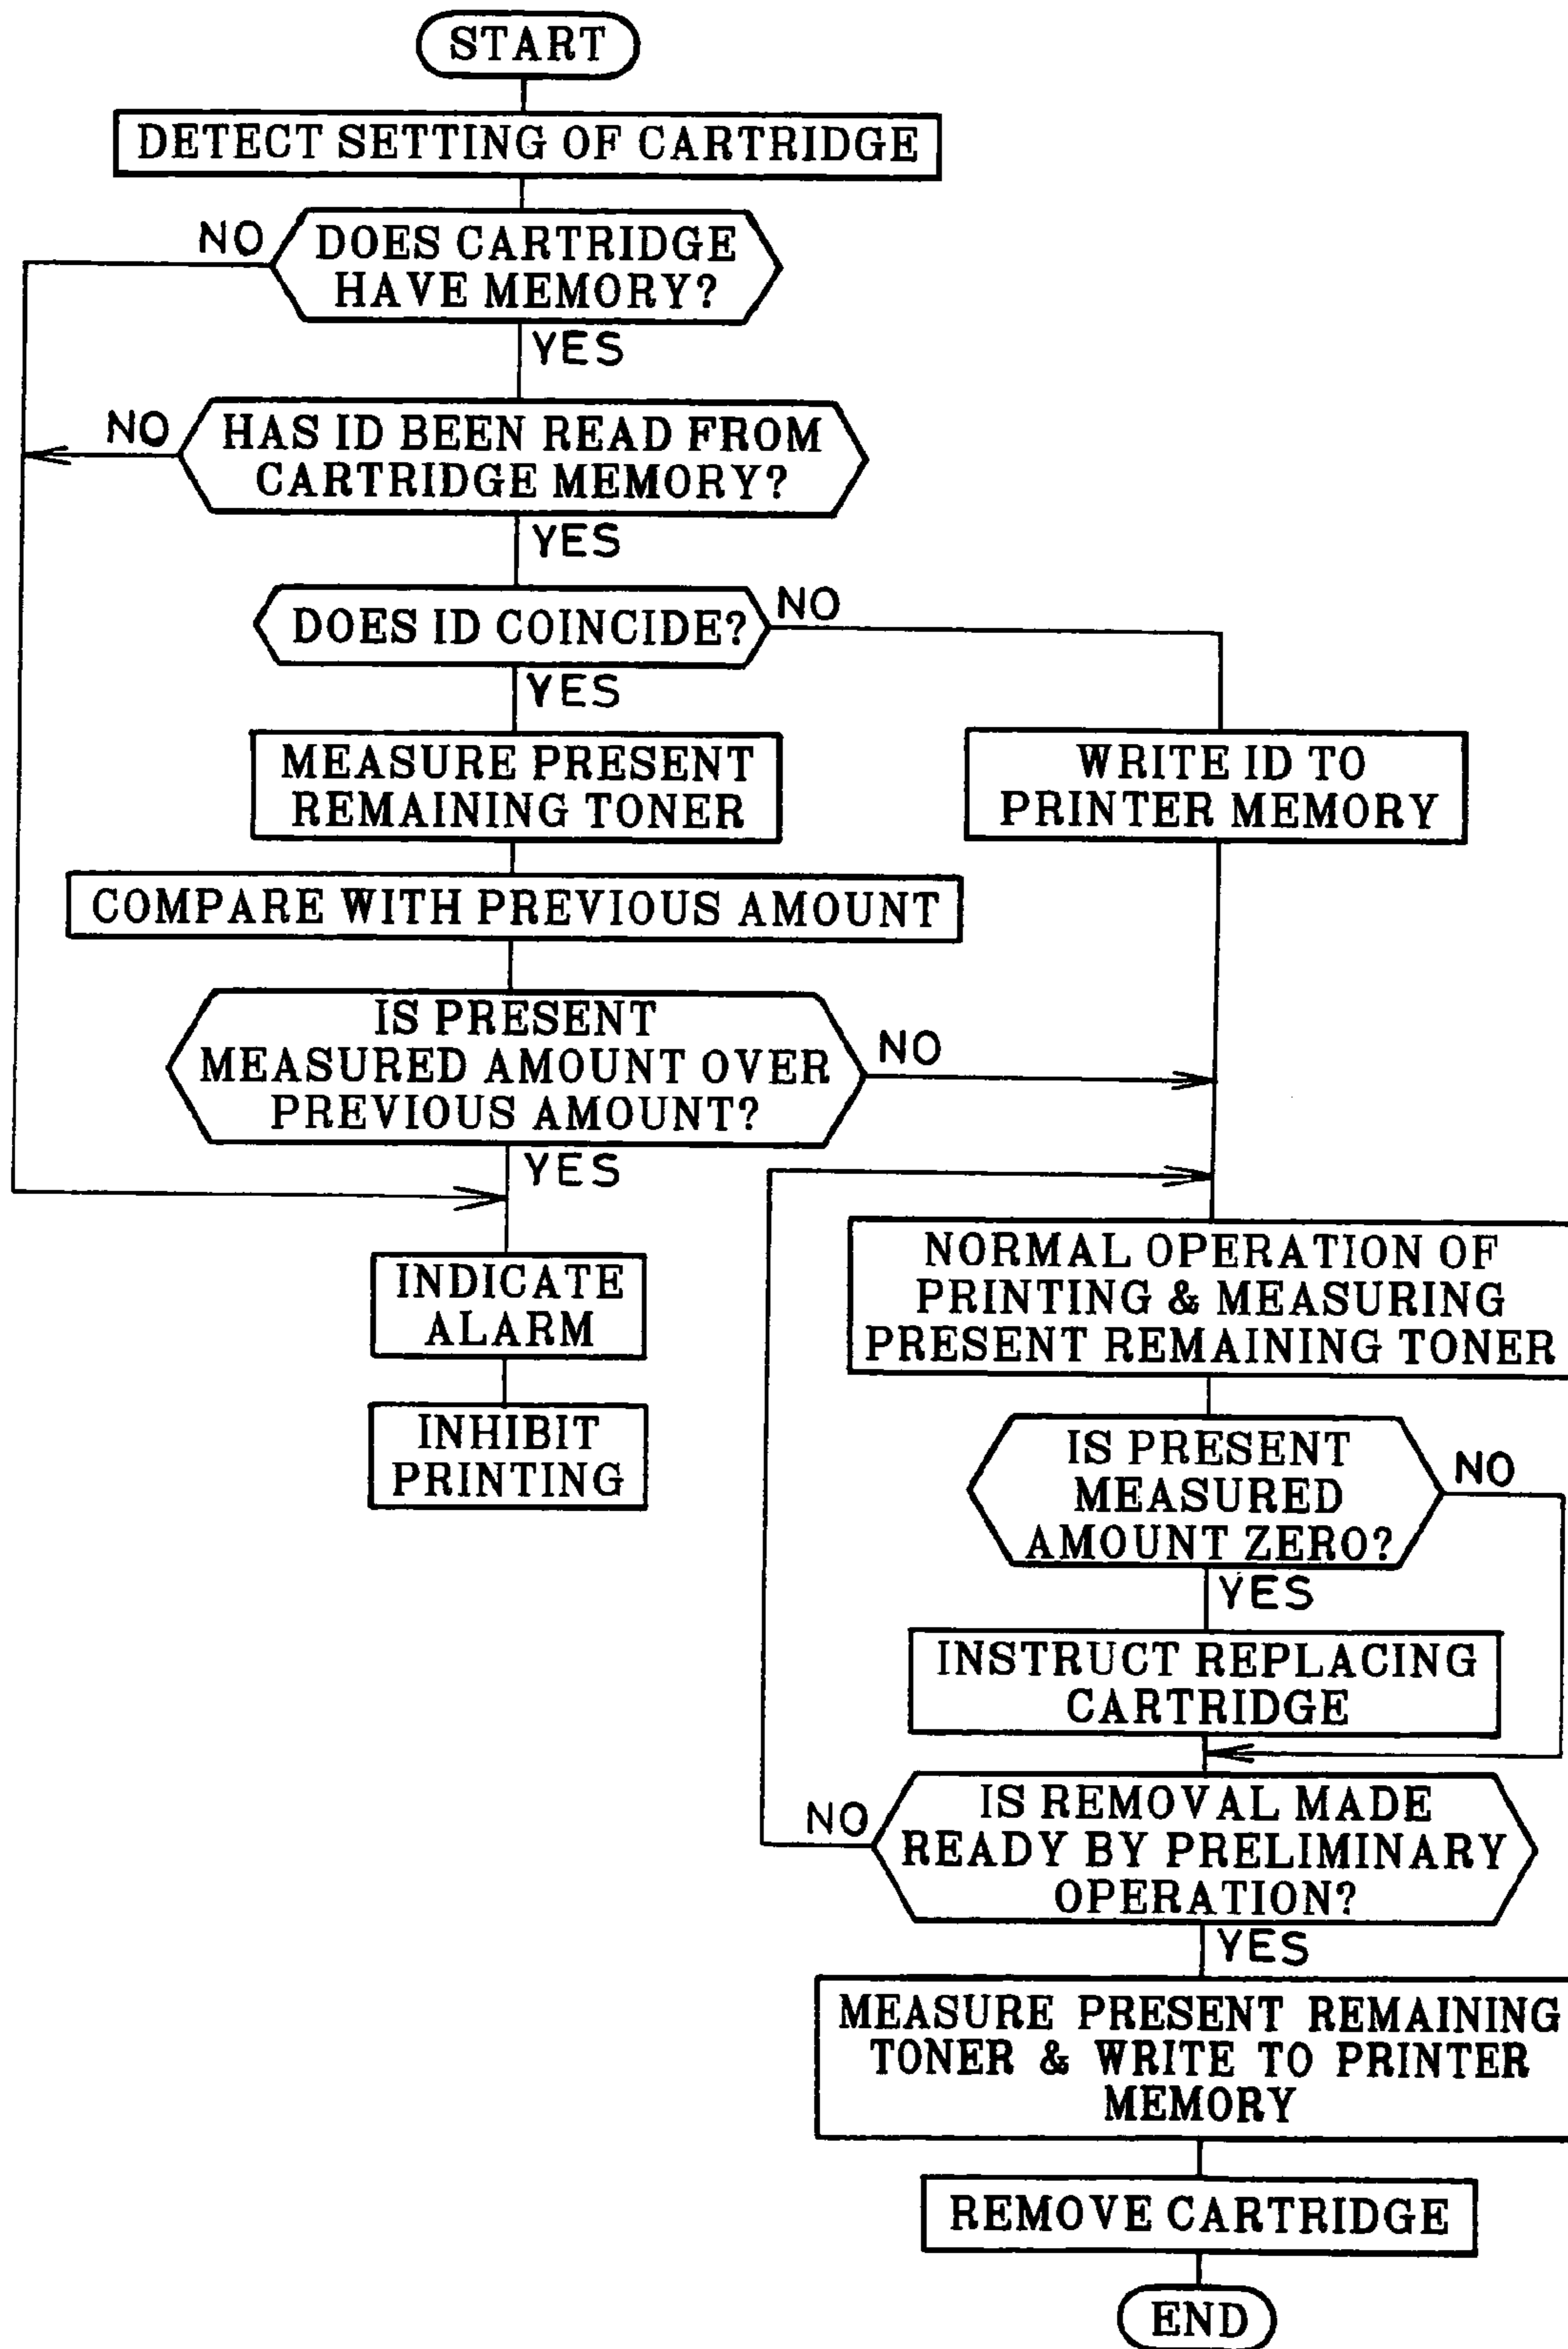 START
DETECT SETTING OF CARTRIDGE
NO
DOES CARTRIDGE
HAVE MEMORY?
YES
NO
HAS ID BEEN READ FROM
CARTRIDGE MEMORY?
YES
DOES ID COINCIDE?
NO
YES
MEASURE PRESENT
REMAINING TONER
WRITE ID TO
PRINTER MEMORY
COMPARE WITH PREVIOUS AMOUNT
IS PRESENT
MEASURED AMOUNT OVER
PREVIOUS AMOUNT?
NO
YES
INDICATE
ALARM
INHIBIT
PRINTING
NORMAL OPERATION OF
PRINTING & MEASURING
PRESENT REMAINING TONER
IS PRESENT
MEASURED
AMOUNT ZERO?
NO
YES
INSTRUCT REPLACING
CARTRIDGE
NO
IS REMOVAL MADE
READY BY PRELIMINARY
OPERATION?
YES
MEASURE PRESENT REMAINING
TONER & WRITE TO PRINTER
MEMORY
REMOVE CARTRIDGE
END